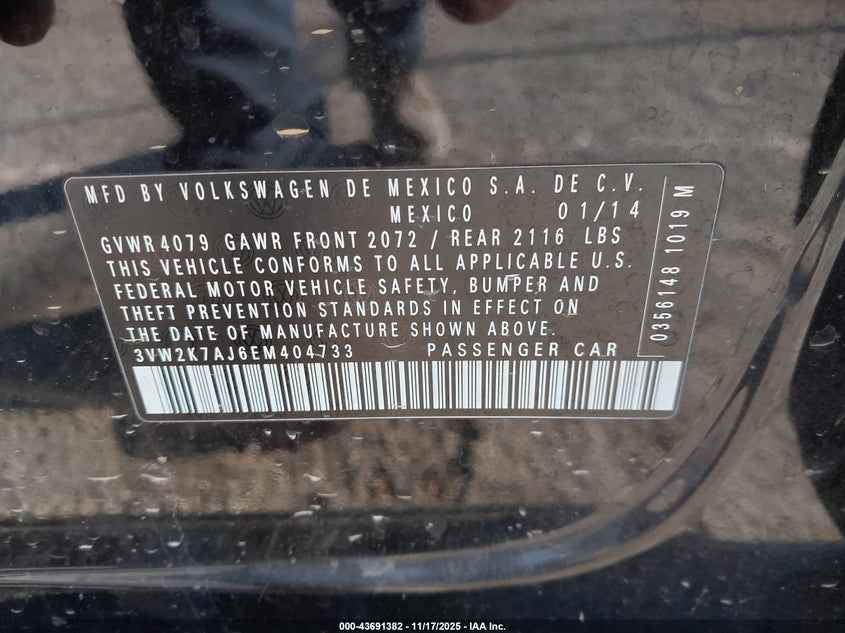 MFD BY VOLKSWAGEN DE MEXICO S.A. DE C.V.
MEXICO 01/14
GVWR4079 GAWR FRONT 2072 / REAR 2116 LBS
THIS VEHICLE CONFORMS TO ALL APPLICABLE U.S.
FEDERAL MOTOR VEHICLE SAFETY, BUMPER AND
THEFT PREVENTION STANDARDS IN EFFECT ON
THE DATE OF MANUFACTURE SHOWN ABOVE.
3VW2K7AJ6EM404733 PASSENGER CAR
0356148 1019 M
000-43691382 - 11/17/2025 - IAA Inc.